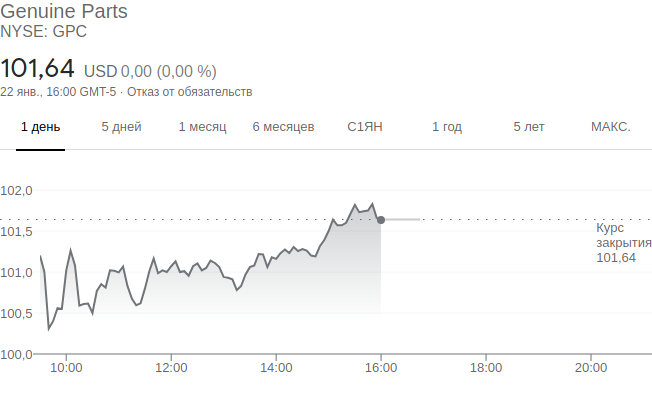 Genuine Parts
NYSE: GPC
101,64 USD 0,00 (0,00 %)
22 янв., 16:00 GMT-5 · Отказ от обязательств
1 день 5 дней 1 месяц 6 месяцев С1ЯН 1 год 5 лет МАКС.
102,0
Курс
101,5
закрытия
101,64
101,0
100,5
100,0
10:00 12:00 14:00 16:00 18:00 20:00